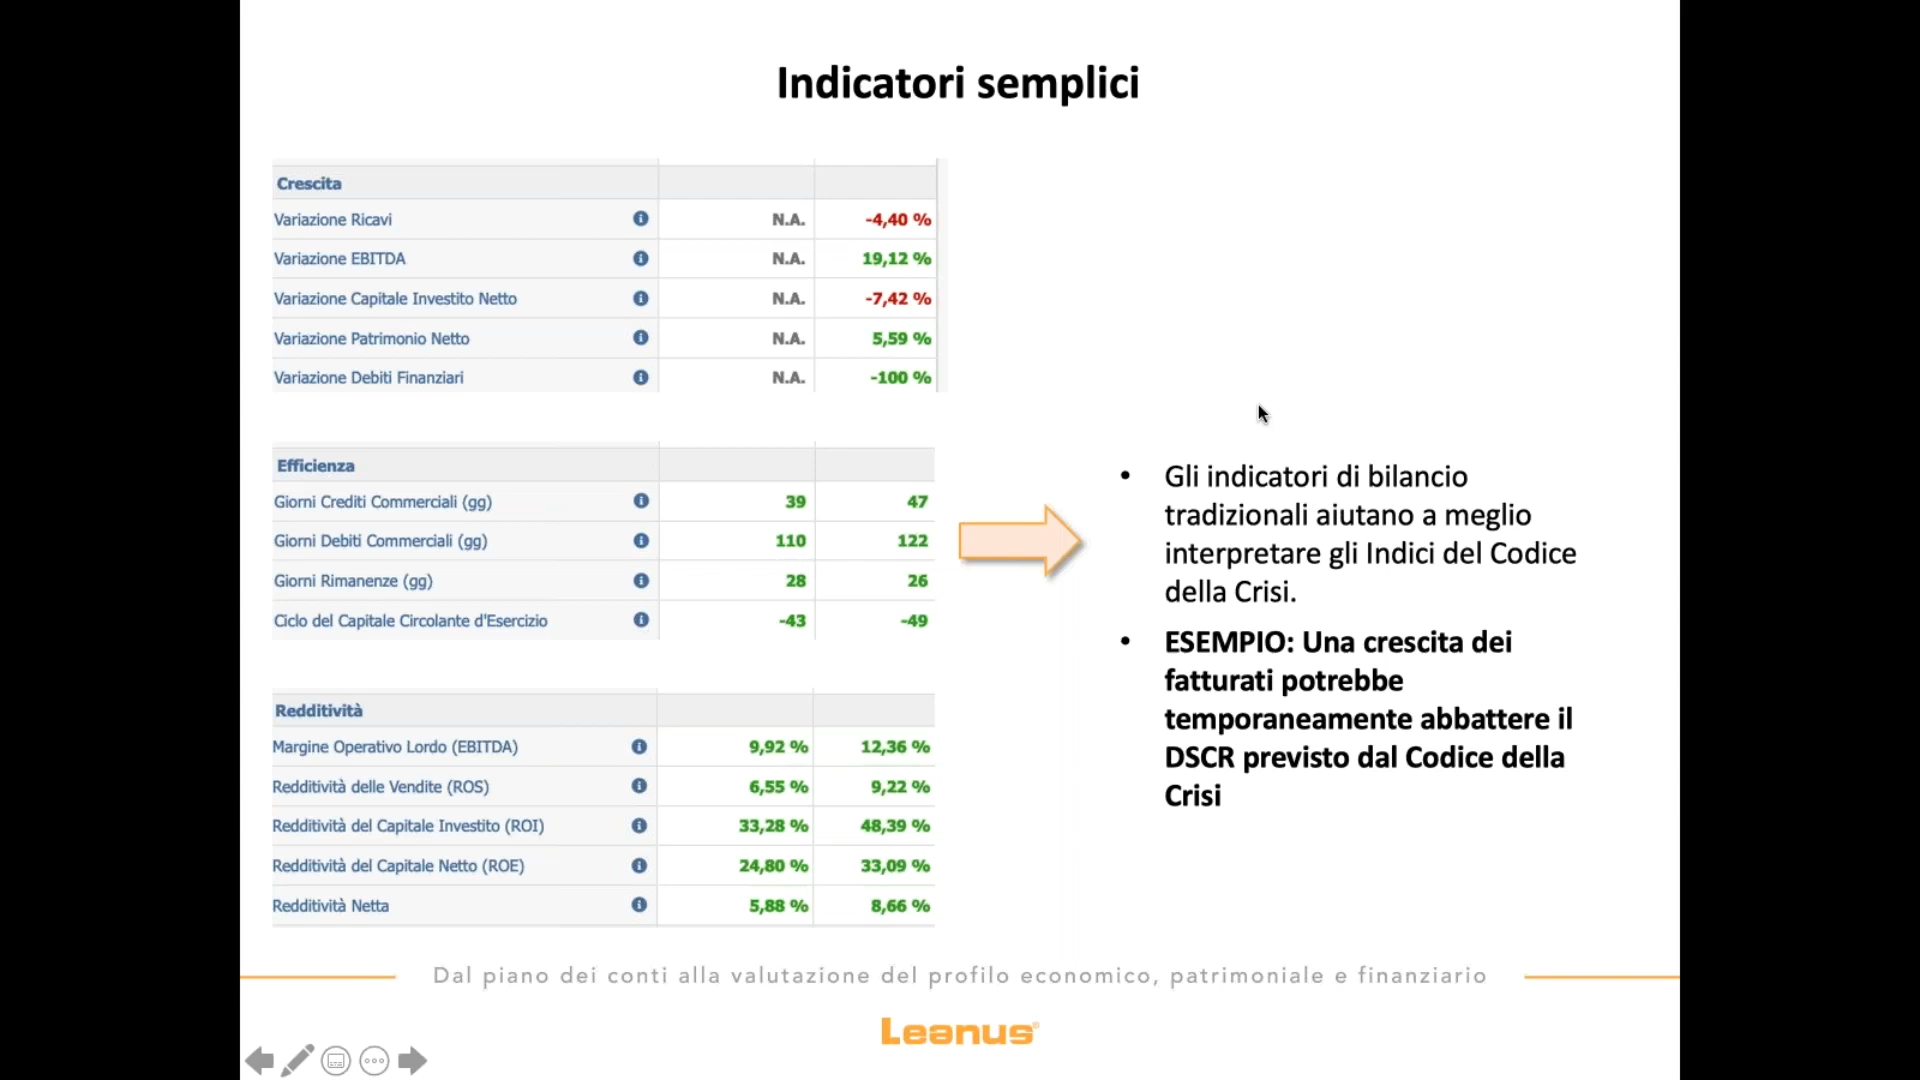 Indicatori semplici
Crescita
Variazione Ricavi N.A. -4,40 %
Variazione EBITDA N.A. 19,12 %
Variazione Capitale Investito Netto N.A. -7,42 %
Variazione Patrimonio Netto N.A. 5,59 %
Variazione Debiti Finanziari N.A. -100 %
Efficienza
Giorni Crediti Commerciali (gg) 39 47
Giorni Debiti Commerciali (gg) 110 122
Giorni Rimanenze (gg) 28 26
Ciclo del Capitale Circolante d'Esercizio -43 -49
Redditività
Margine Operativo Lordo (EBITDA) 9,92 % 12,36 %
Redditività delle Vendite (ROS) 6,55 % 9,22 %
Redditività del Capitale Investito (ROI) 33,28 % 48,39 %
Redditività del Capitale Netto (ROE) 24,80 % 33,09 %
Redditività Netta 5,88 % 8,66 %
• Gli indicatori di bilancio
tradizionali aiutano a meglio
interpretare gli Indici del Codice
della Crisi.
• ESEMPIO: Una crescita dei
fatturati potrebbe
temporaneamente abbattere il
DSCR previsto dal Codice della
Crisi
Dal piano dei conti alla valutazione del profilo economico, patrimoniale e finanziario
Leanus®